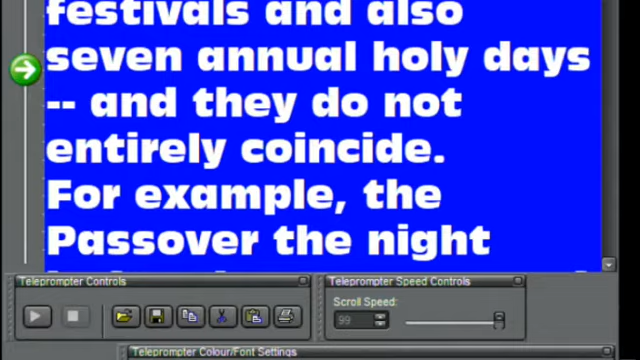 festivals and also
seven annual holy days
-- and they do not
entirely coincide.
For example, the
Passover the night
Teleprompter Controls
Teleprompter Speed Controls
Scroll Speed:
99
Teleprompter Colour/Font Settings